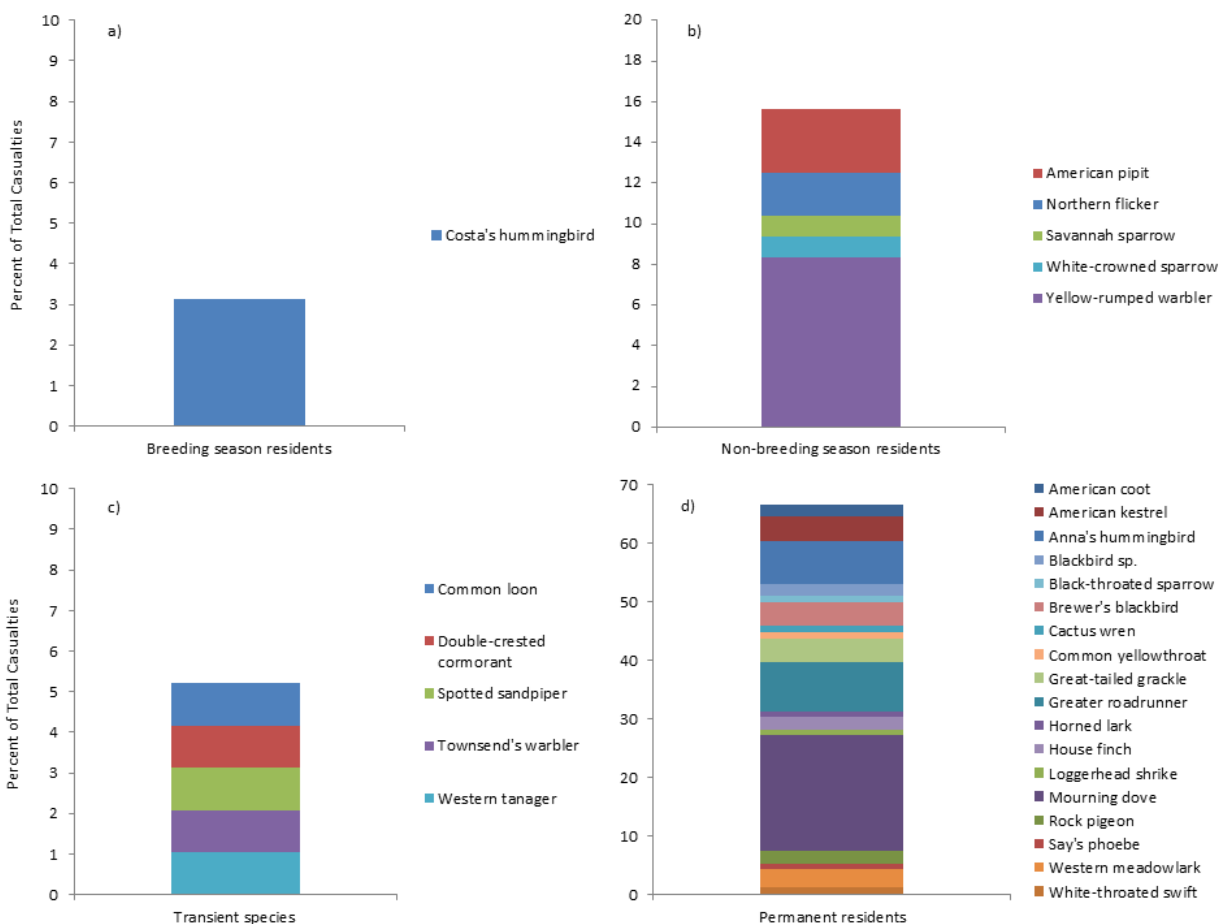 a)
Percent of Total Casualties
10
9
8
7
6
5
4
3
2
1
0
Breeding season residents
Costa's hummingbird
b)
20
18
16
14
12
10
8
6
4
2
0
Non-breeding season residents
American pipit
Northern flicker
Savannah sparrow
White-crowned sparrow
Yellow-rumped warbler
c)
Percent of Total Casualties
10
9
8
7
6
5
4
3
2
1
0
Transient species
Common loon
Double-crested
cormorant
Spotted sandpiper
Townsend's warbler
Western tanager
d)
70
60
50
40
30
20
10
0
Permanent residents
American coot
American kestrel
Anna's hummingbird
Blackbird sp.
Black-throated sparrow
Brewer's blackbird
Cactus wren
Common yellowthroat
Great-tailed grackle
Greater roadrunner
Horned lark
House finch
Loggerhead shrike
Mourning dove
Rock pigeon
Say's phoebe
Western meadowlark
White-throated swift